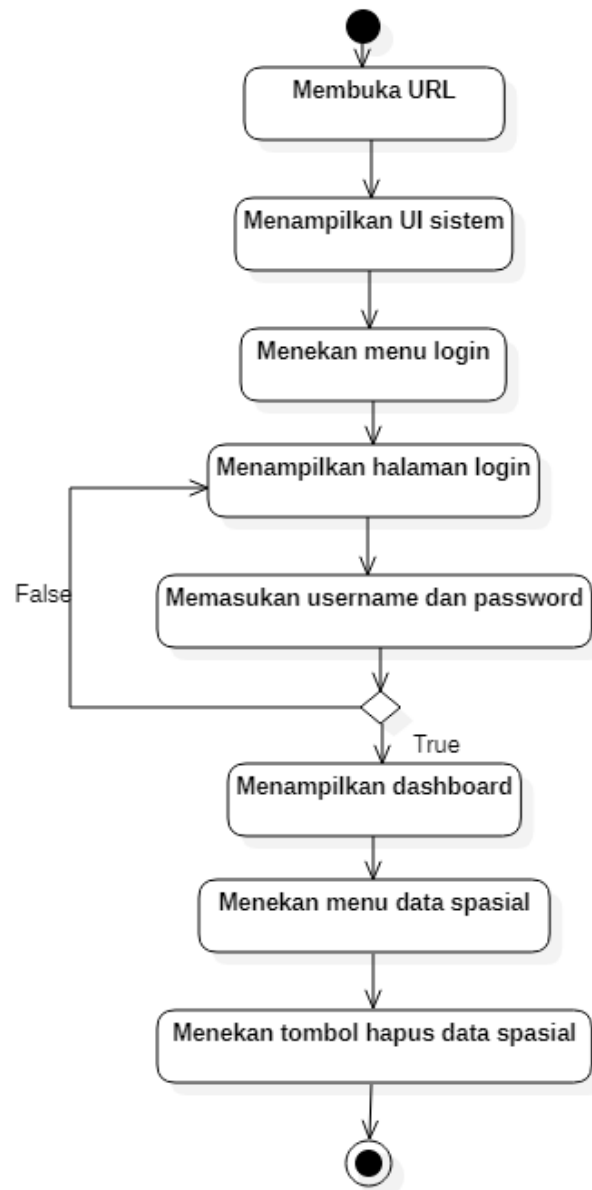 Membuka URL
Menampilkan UI sistem
Menekan menu login
Menampilkan halaman login
False
Memasukan username dan password
True
Menampilkan dashboard
Menekan menu data spasial
Menekan tombol hapus data spasial